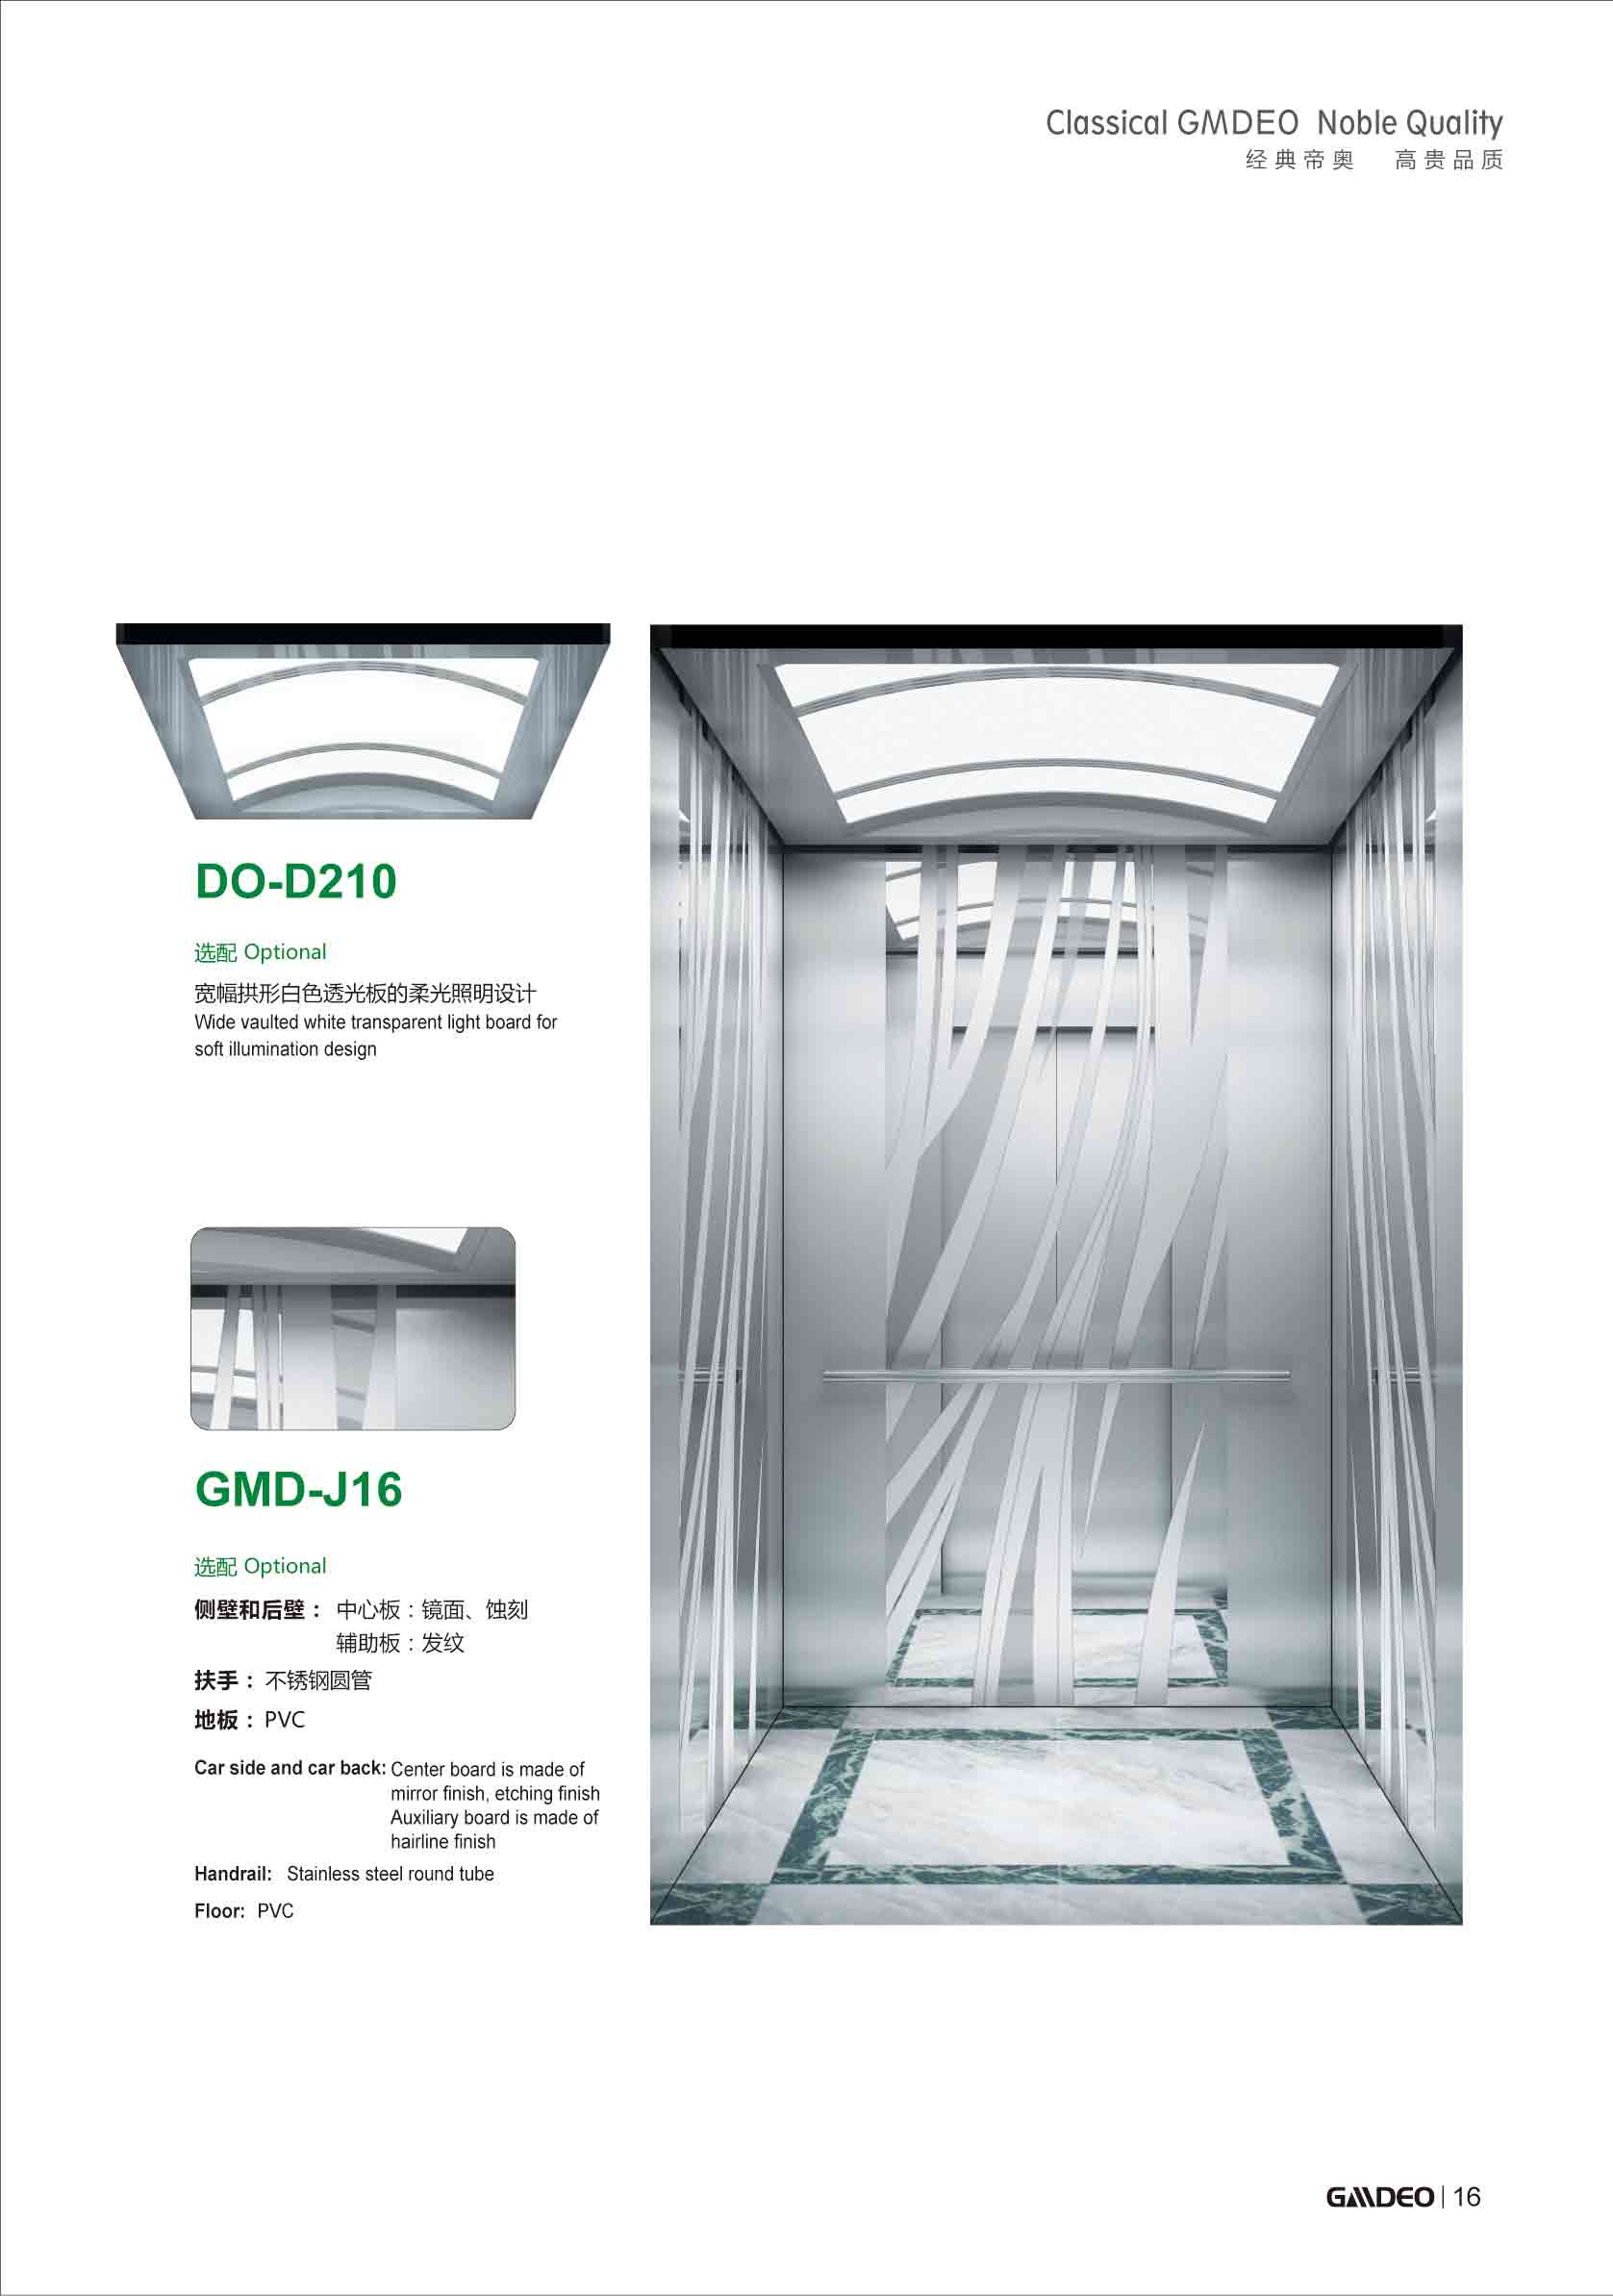 Classical GMDEO Noble Quality
经典帝奥 高贵品质
DO-D210
选配 Optional
宽幅拱形白色透光板的柔光照明设计
Wide vaulted white transparent light board for
soft illumination design
GMD-J16
选配 Optional
侧壁和后壁： 中心板：镜面、蚀刻
辅助板：发纹
扶手： 不锈钢圆管
地板： PVC
Car side and car back: Center board is made of
mirror finish, etching finish
Auxiliary board is made of
hairline finish
Handrail: Stainless steel round tube
Floor: PVC
GMDEO | 16